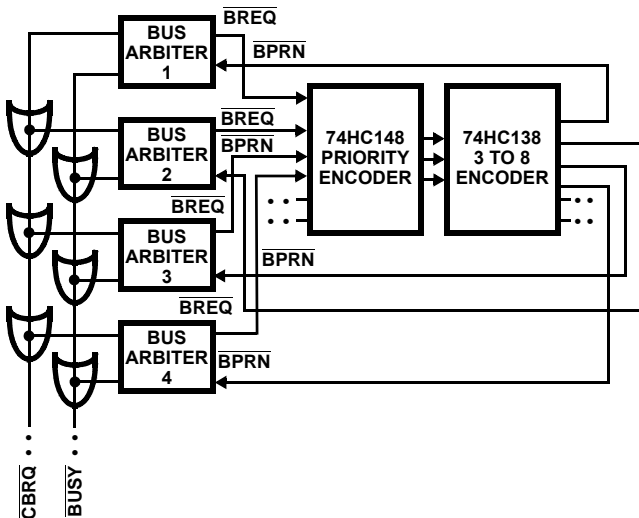 BREQ
BUS
ARBITER
1
BPRN
BREQ
BUS
ARBITER
2
BPRN
74HC148
PRIORITY
ENCODER
74HC138
3 TO 8
ENCODER
BREQ
BUS
ARBITER
3
BPRN
BREQ
BUS
ARBITER
4
BPRN
CBRQ
BUSY